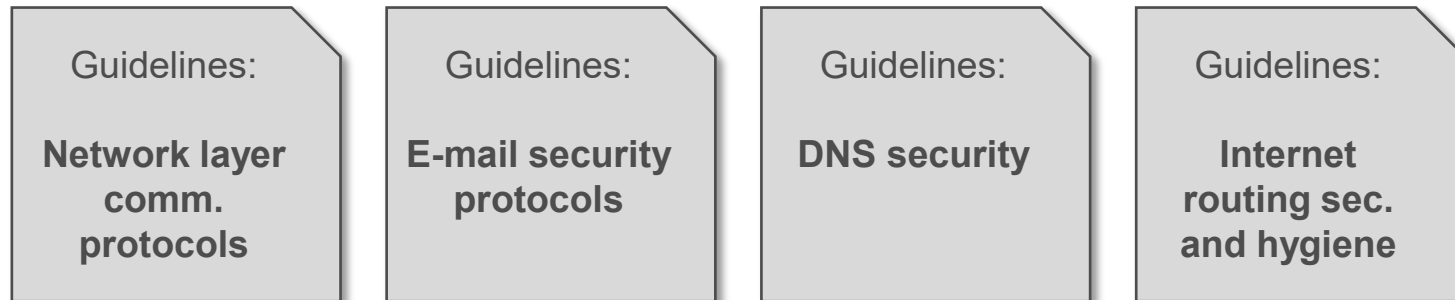 Guidelines:
Network layer
comm.
protocols
Guidelines:
E-mail security
protocols
Guidelines:
DNS security
Guidelines:
Internet
routing sec.
and hygiene